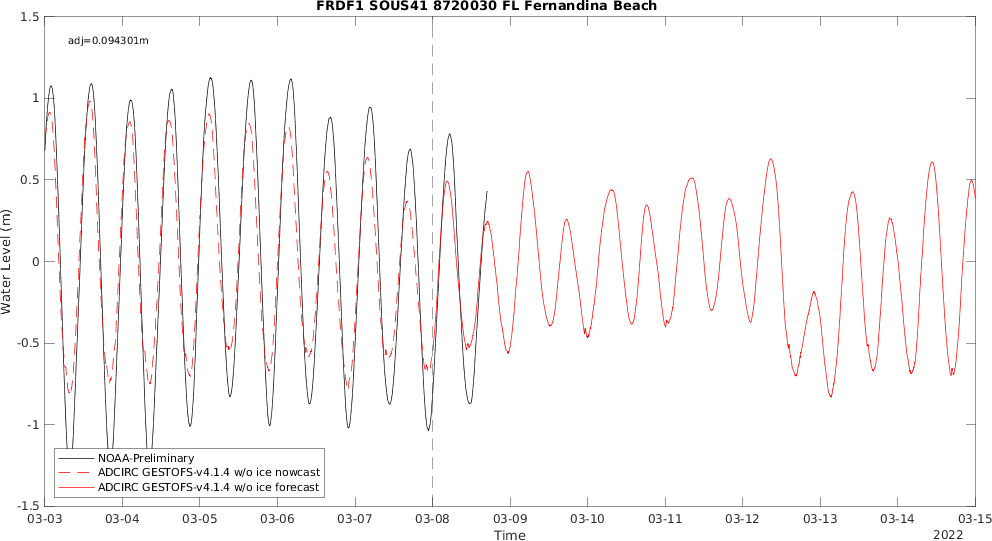 FRDF1 SOUS41 8720030 FL Fernandina Beach
adj=0.094301m
1.5
1
0.5
0
-0.5
-1
-1.5
Water Level (m)
NOAA-Preliminary
ADCIRC GESTOFS-v4.1.4 w/o ice nowcast
ADCIRC GESTOFS-v4.1.4 w/o ice forecast
03-03 03-04 03-05 03-06 03-07 03-08 03-09 03-10 03-11 03-12 03-13 03-14 03-15
Time
2022